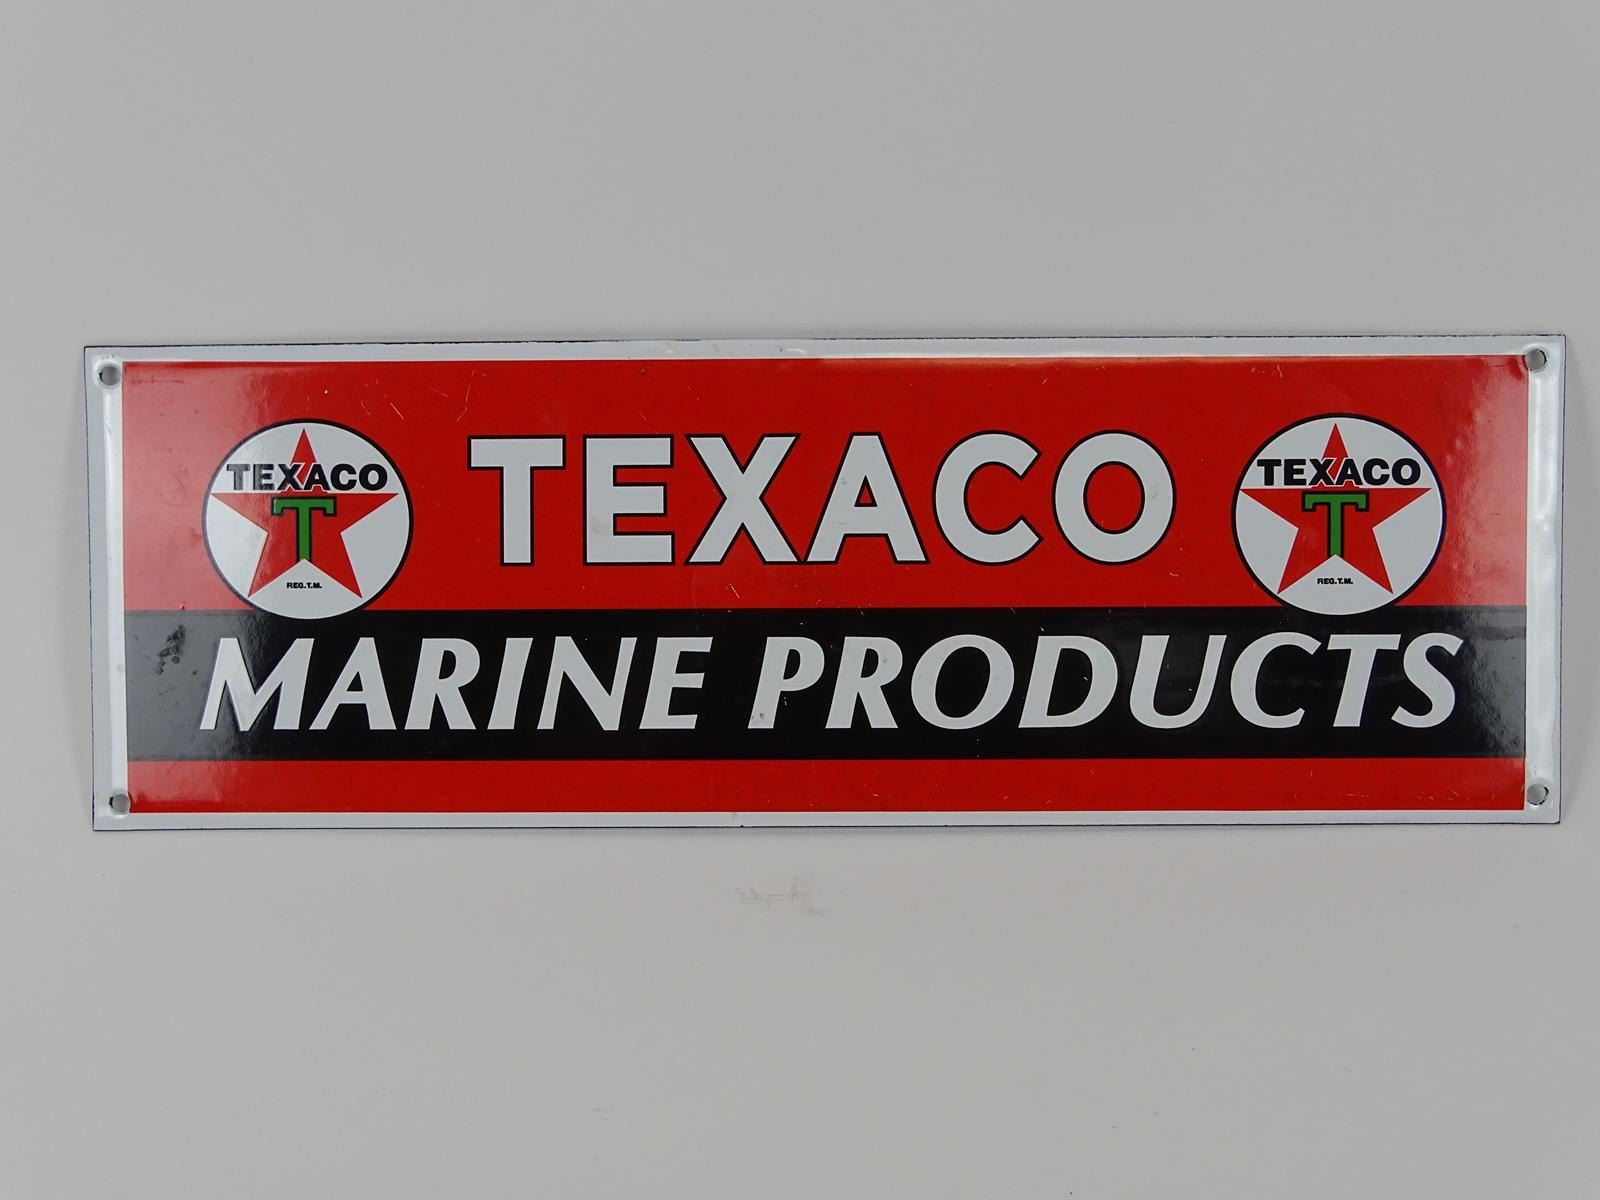 TEXACO
TEXACO
T
REG.T.M.
TEXACO
T
REG.T.M.
MARINE PRODUCTS